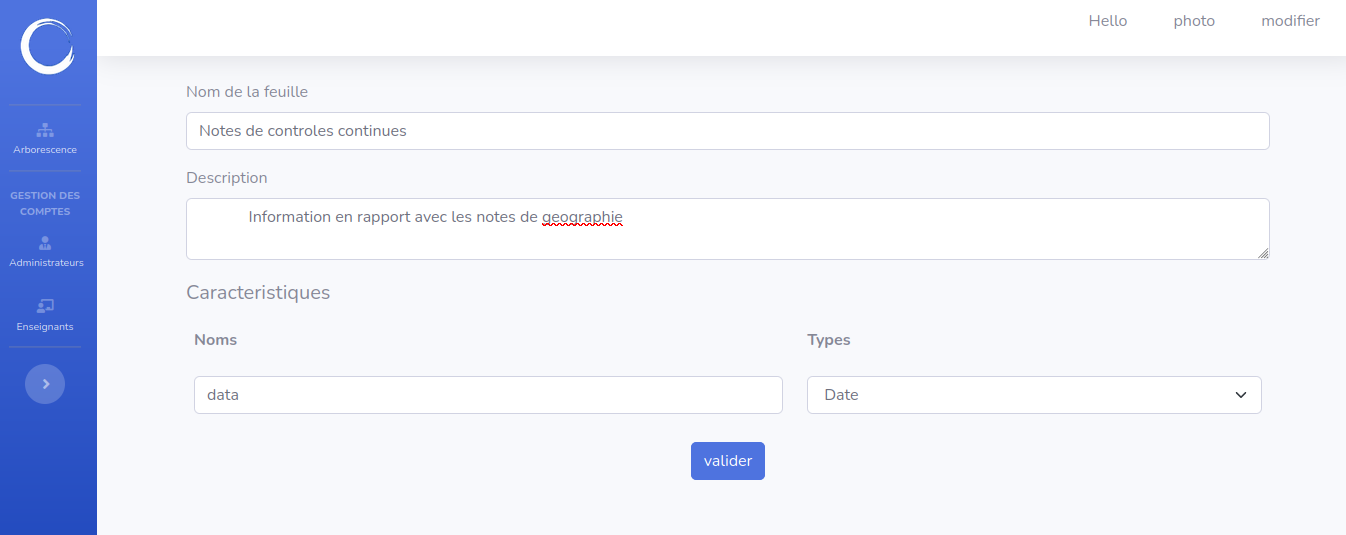 Hello photo modifier
Nom de la feuille
Notes de controles continues
Arborescence
Description
GESTION DES
COMPTES
Information en rapport avec les notes de geographie
Administrateurs
Caracteristiques
Enseignants
Noms Types
data Date
valider